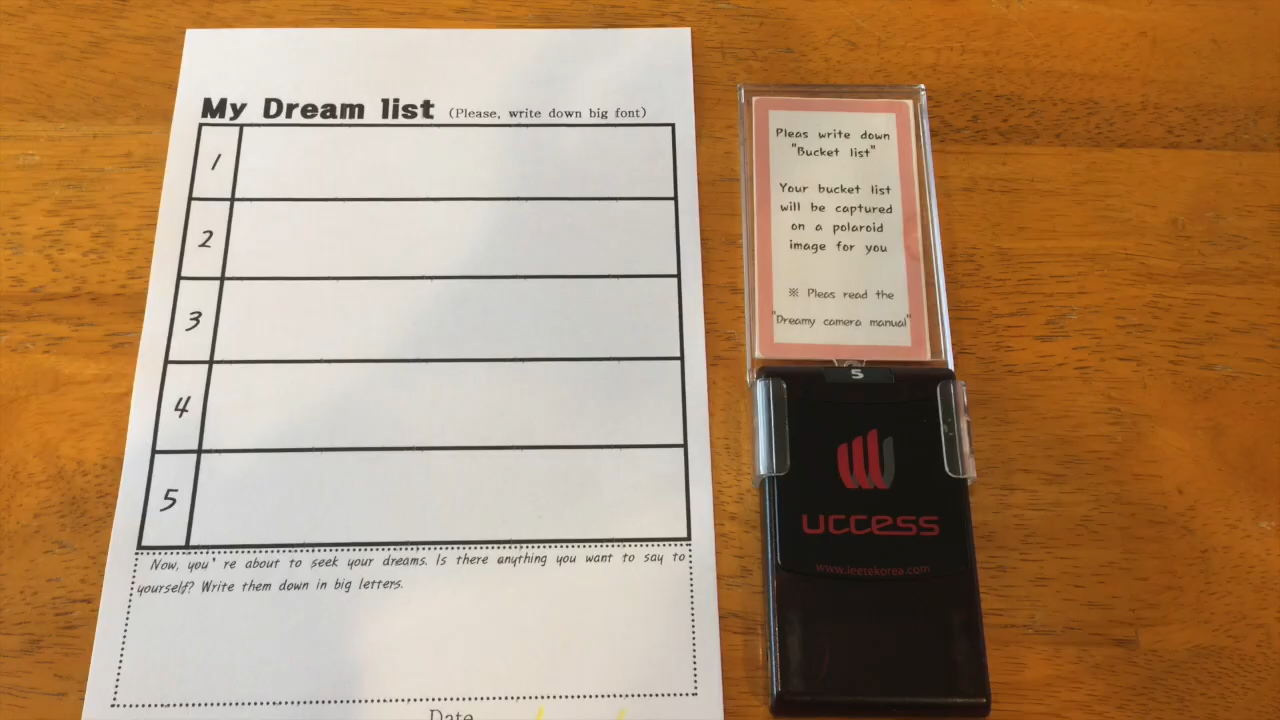 My Dream list (Please, write down big font)
1
2
3
4
5
Now, you're about to seek your dreams. Is there anything you want to say to
yourself? Write them down in big letters.
Date
Pleas write down
"Bucket list"
Your bucket list
will be captured
on a polaroid
image for you
※ Pleas read the
"Dreamy camera manual"
5
uccess
www.leetekorea.com